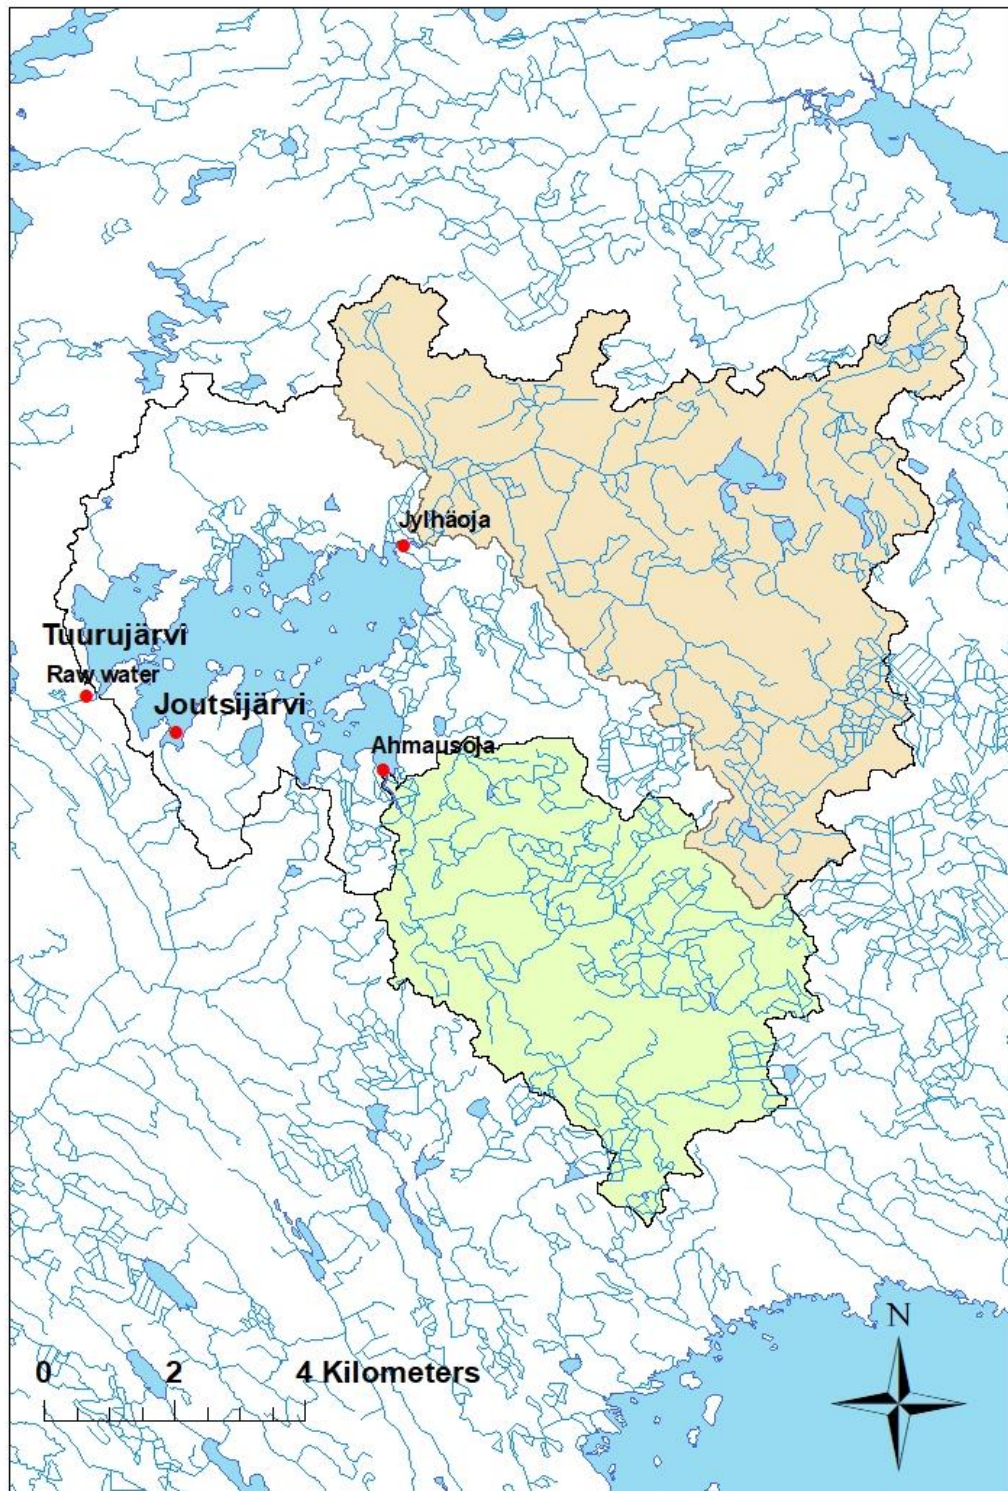 Jylhäoja
Tuurujärvi
Raw water
Joutsijärvi
Ahmausoja
N
0 2 4 Kilometers